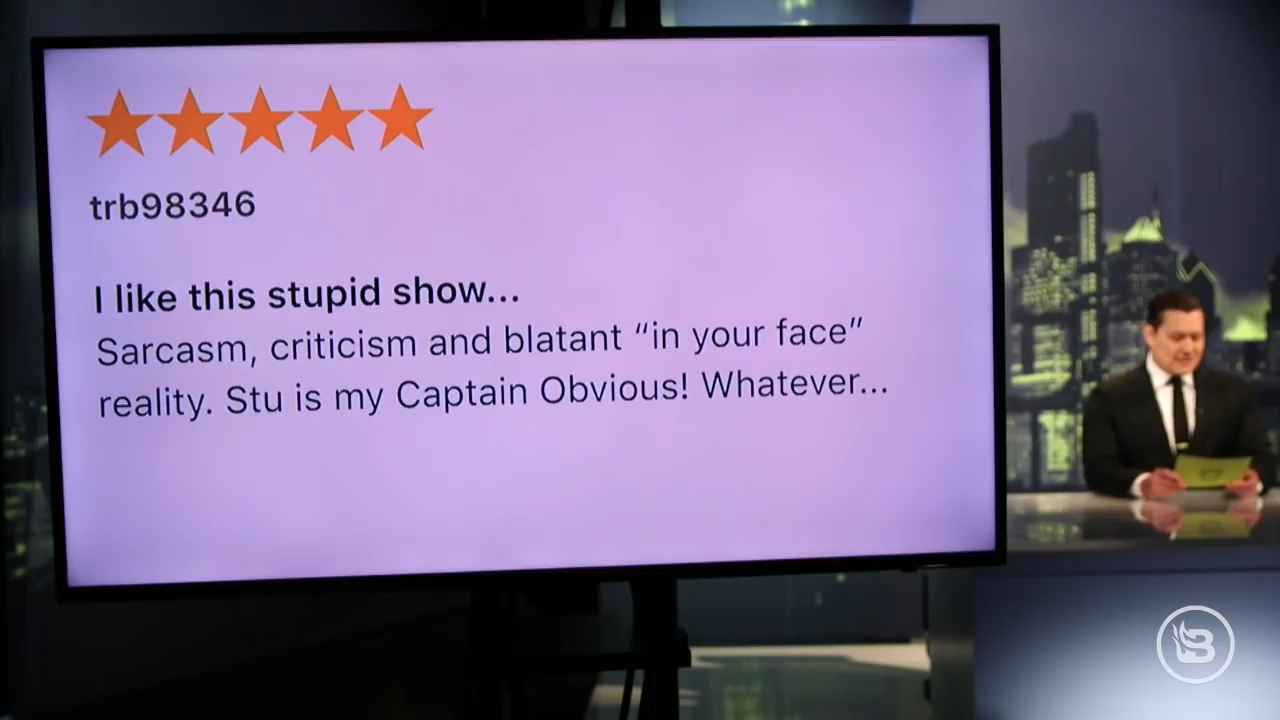 trb98346
I like this stupid show...
Sarcasm, criticism and blatant “in your face”
reality. Stu is my Captain Obvious! Whatever...
B